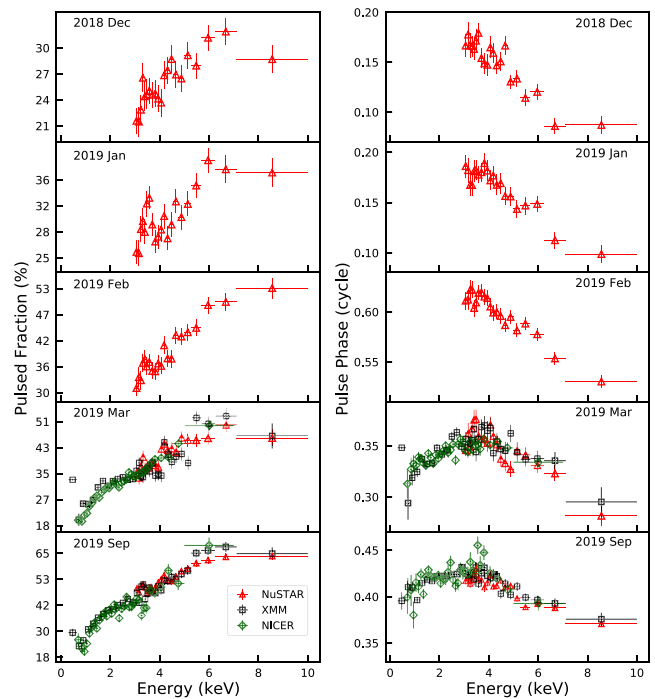 2018 Dec
30
27
24
21
2019 Jan
36
32
28
25
2019 Feb
53
47
42
36
30
2019 Mar
51
43
35
27
18
2019 Sep
65
53
42
30
18
NuSTAR
XMM
NICER
0 2 4 6 8 10
Energy (keV)
Pulsed Fraction (%)
0.20 2018 Dec
0.15
0.10
0.20 2019 Jan
0.15
0.10
2019 Feb
0.60
0.55
2019 Mar
0.35
0.30
0.45 2019 Sep
0.40
0.35
0 2 4 6 8 10
Energy (keV)
Pulse Phase (cycle)